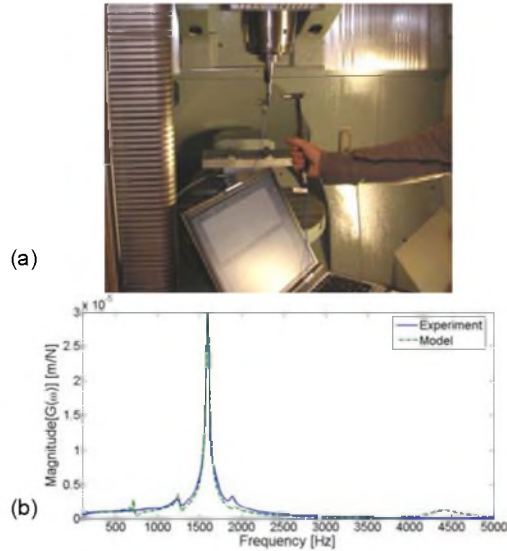 (a)
x 10⁻⁵
3
2.5
2
1.5
1
0.5
0
Magnitude[G(ω)] [m/N]
Experiment
Model
500 1000 1500 2000 2500 3000 3500 4000 4500 5000
Frequency [Hz]
(b)